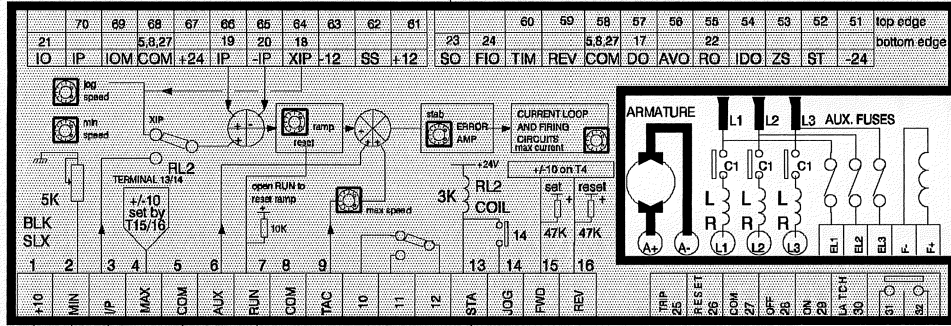 70 69 68 67 66 65 64 63 62 61 60 59 58 57 56 55 54 53 52 51 top edge
21 5,8,27 19 20 18 23 24 5,8,27 17 22 bottom edge
IO IP IOM COM +24 IP -IP XIP -12 SS +12 SO FIO TIM REV COM DO AVO RO IDO ZS ST -24
jog
speed
min
speed
XIP
RL2
TERMINAL 13/14
+/-10
set by
T15/16
5K
BLK
SLX
+ -
ramp
reset
open RUN to
reset ramp
10K
max speed
stab
ERROR
AMP
CURRENT LOOP
AND FIRING
CIRCUITS
max current
+24V
3K
RL2
COIL
14
+/-10 on T4
set reset
47K 47K
ARMATURE
L1 L2 L3 AUX. FUSES
C1 C1 C1
L L L
R R R
A+ A- L1 L2 L3 EL1 EL2 EL3 F- F+
1 2 3 4 5 6 7 8 9 10 11 12 13 14 15 16
+10 MIN I/P MAX COM AUX RUN COM TAC STA JOG FWD REV
TRIP 25
RESET 26
COM 27
OFF 28
ON 29
LATCH 30
S1 S2